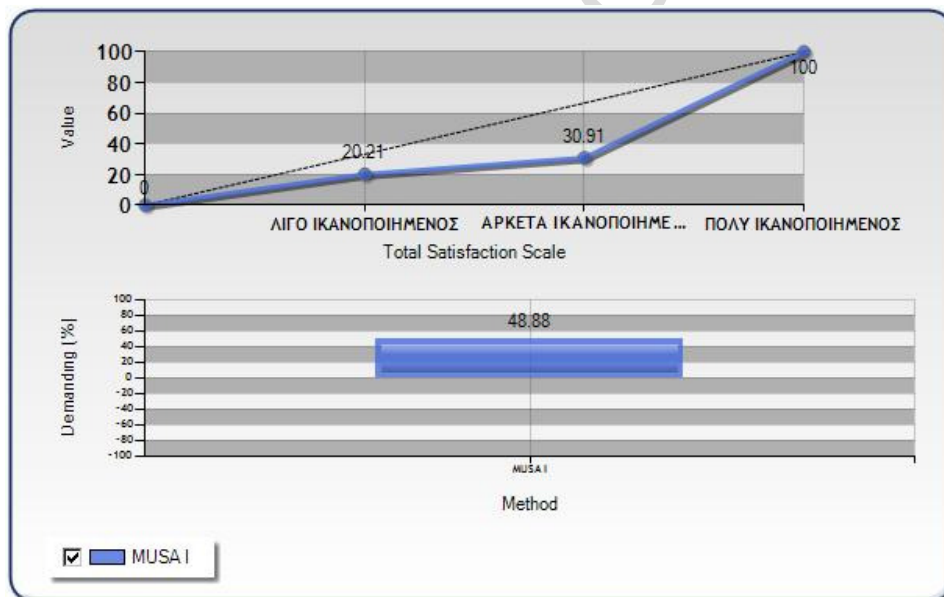 Value
100
80
60
40
20
0
0
20.21
30.91
100
ΛΙΓΟ ΙΚΑΝΟΠΟΙΗΜΕΝΟΣ
ΑΡΚΕΤΑ ΙΚΑΝΟΠΟΙΗΜΕ ...
ΠΟΛΥ ΙΚΑΝΟΠΟΙΗΜΕΝΟΣ
Total Satisfaction Scale
Demanding [%]
100
80
60
40
20
0
-20
-40
-60
-80
-100
48.88
MUSA I
Method
MUSA I